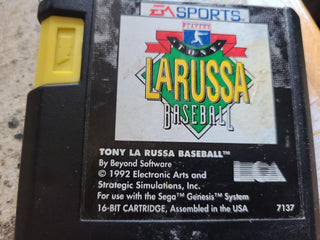 EA SPORTS
TONY
LARUSSA
BASEBALL
TONY LA RUSSA BASEBALL™
By Beyond Software
© 1992 Electronic Arts and
Strategic Simulations, Inc.
For use with the Sega™ Genesis™ System
16-BIT CARTRIDGE, Assembled in the USA
7137